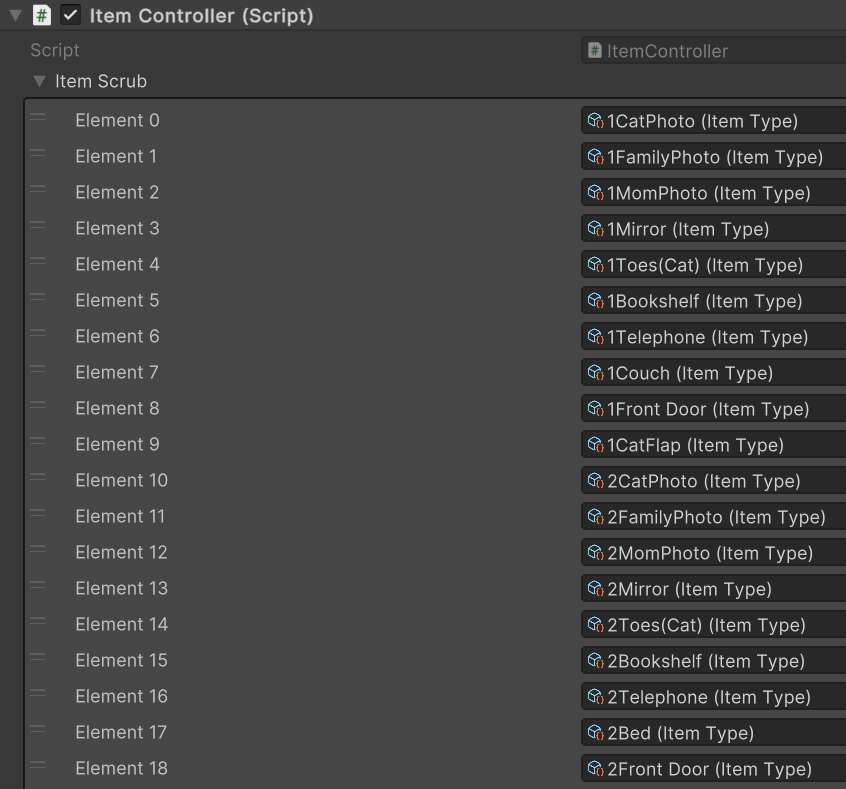 # Item Controller (Script)
Script # ItemController
Item Scrub
Element 0 1CatPhoto (Item Type)
Element 1 1FamilyPhoto (Item Type)
Element 2 1MomPhoto (Item Type)
Element 3 1Mirror (Item Type)
Element 4 1Toes(Cat) (Item Type)
Element 5 1Bookshelf (Item Type)
Element 6 1Telephone (Item Type)
Element 7 1Couch (Item Type)
Element 8 1Front Door (Item Type)
Element 9 1CatFlap (Item Type)
Element 10 2CatPhoto (Item Type)
Element 11 2FamilyPhoto (Item Type)
Element 12 2MomPhoto (Item Type)
Element 13 2Mirror (Item Type)
Element 14 2Toes(Cat) (Item Type)
Element 15 2Bookshelf (Item Type)
Element 16 2Telephone (Item Type)
Element 17 2Bed (Item Type)
Element 18 2Front Door (Item Type)